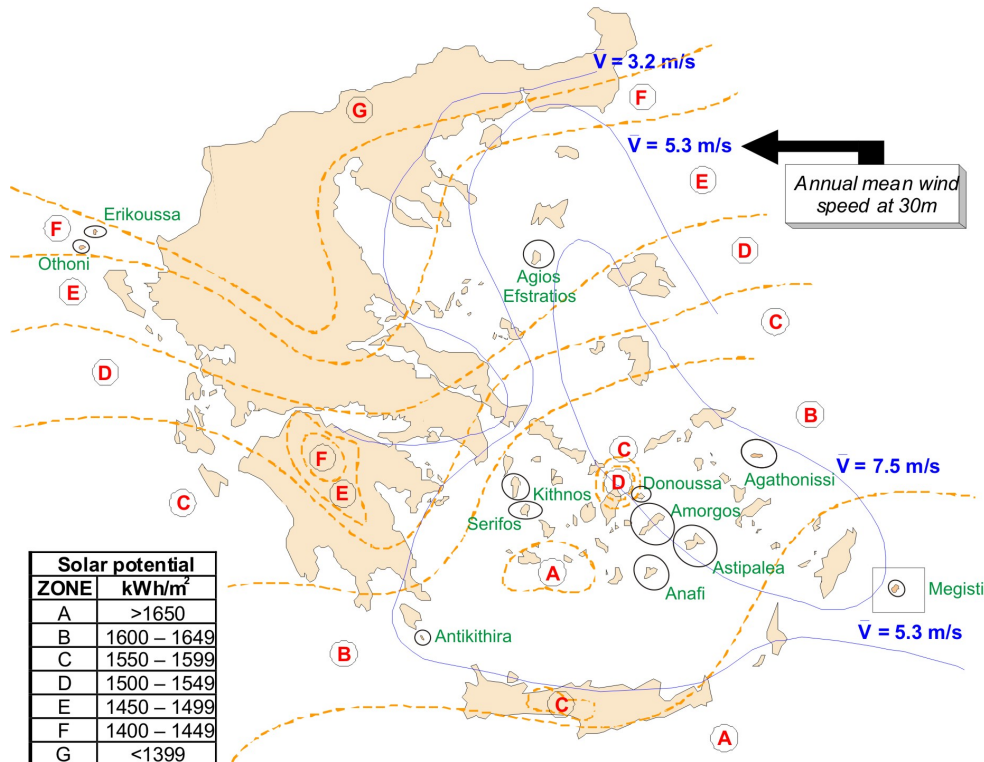 V̄ = 3.2 m/s
G
F
V̄ = 5.3 m/s
Annual mean wind
speed at 30m
E
Erikoussa
F
Othoni
D
E
Agios
Efstratios
C
D
B
C
V̄ = 7.5 m/s
F
D
Donoussa
Agathonissi
E
Kithnos
C
Amorgos
Serifos
Astipalea
A
Anafi
Megisti
V̄ = 5.3 m/s
Antikithira
B
C
A
Solar potential
ZONE kWh/m²
A >1650
B 1600 – 1649
C 1550 – 1599
D 1500 – 1549
E 1450 – 1499
F 1400 – 1449
G <1399